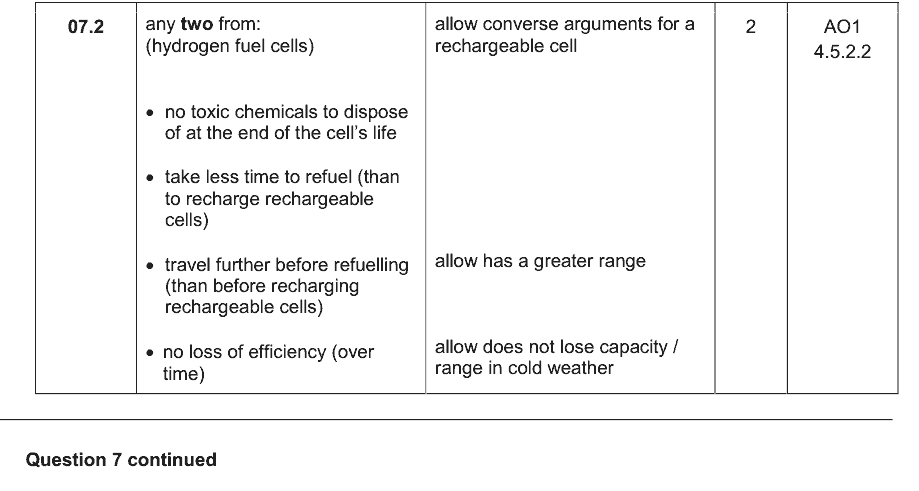 07.2
any two from:
(hydrogen fuel cells)
allow converse arguments for a
rechargeable cell
2
AO1
4.5.2.2
• no toxic chemicals to dispose
of at the end of the cell's life
• take less time to refuel (than
to recharge rechargeable
cells)
• travel further before refuelling
(than before recharging
rechargeable cells)
allow has a greater range
• no loss of efficiency (over
time)
allow does not lose capacity /
range in cold weather
Question 7 continued